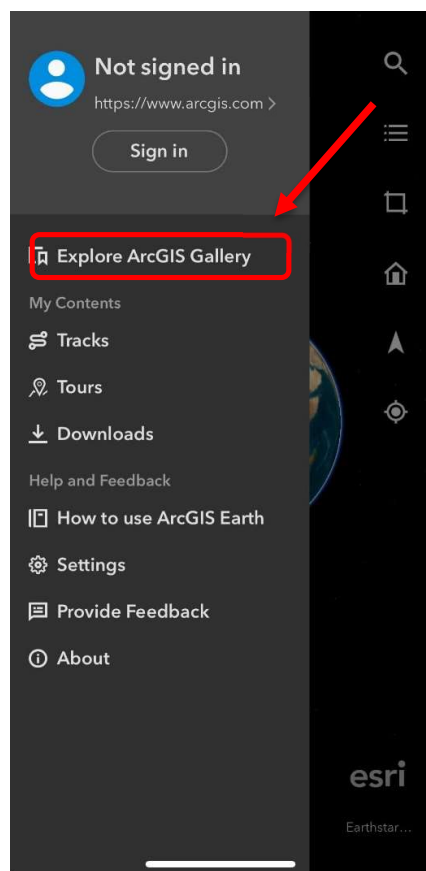 Not signed in
https://www.arcgis.com >
Sign in
Explore ArcGIS Gallery
My Contents
Tracks
Tours
Downloads
Help and Feedback
How to use ArcGIS Earth
Settings
Provide Feedback
About
esri
Earthstar...